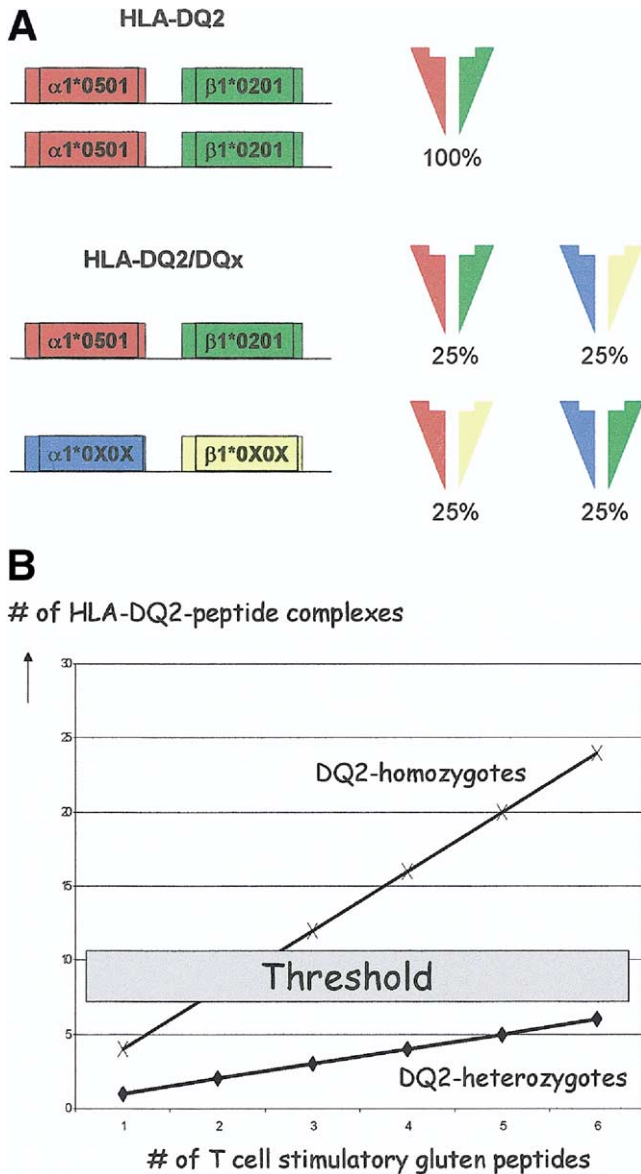 A
HLA-DQ2
α1*0501 β1*0201
α1*0501 β1*0201
100%
HLA-DQ2/DQx
α1*0501 β1*0201
25% 25%
α1*0X0X β1*0X0X
25% 25%
B
# of HLA-DQ2-peptide complexes
30
25
DQ2-homozygotes
20
15
10
Threshold
5
DQ2-heterozygotes
0
1 2 3 4 5 6
# of T cell stimulatory gluten peptides